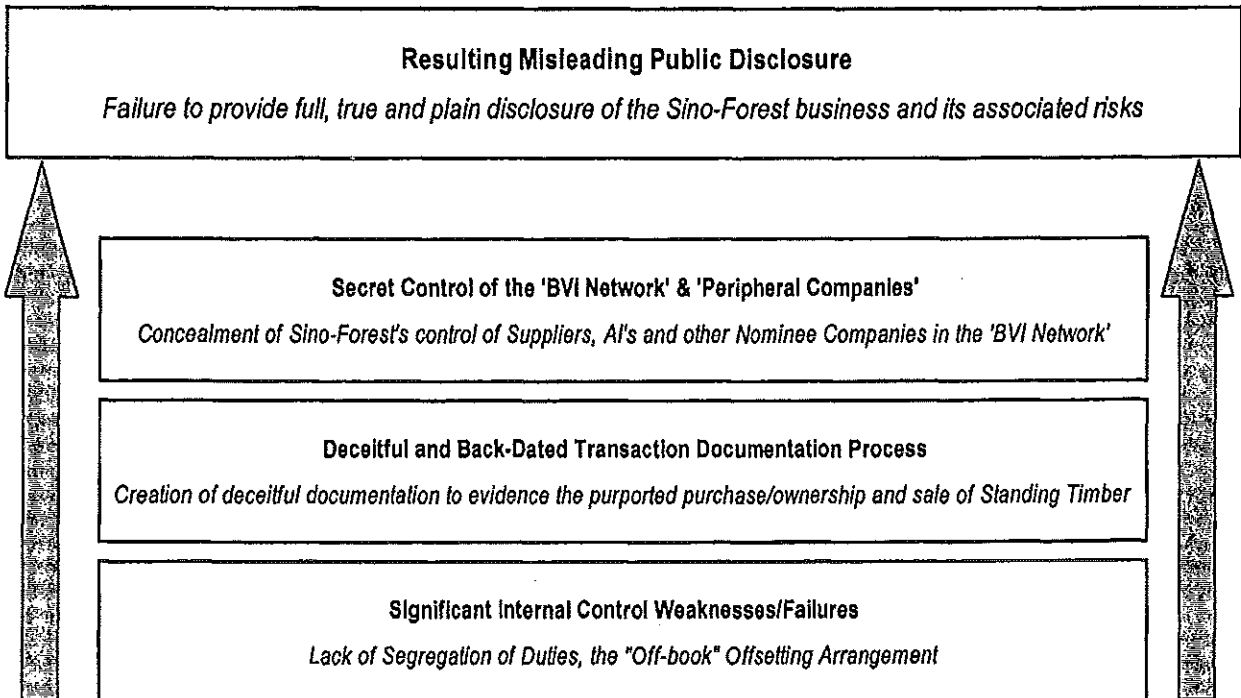 Resulting Misleading Public Disclosure
Failure to provide full, true and plain disclosure of the Sino-Forest business and its associated risks
Secret Control of the 'BVI Network' & 'Peripheral Companies'
Concealment of Sino-Forest's control of Suppliers, AI's and other Nominee Companies in the 'BVI Network'
Deceitful and Back-Dated Transaction Documentation Process
Creation of deceitful documentation to evidence the purported purchase/ownership and sale of Standing Timber
Significant Internal Control Weaknesses/Failures
Lack of Segregation of Duties, the "Off-book" Offsetting Arrangement